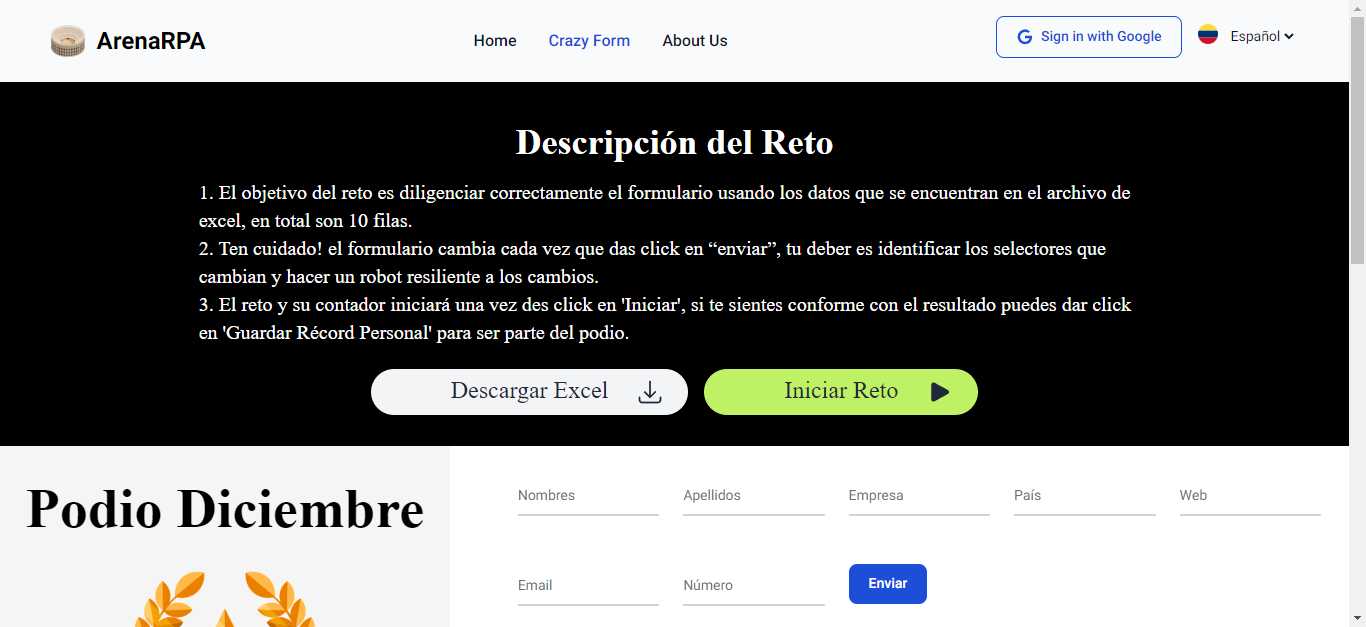 ArenaRPA
Home
Crazy Form
About Us
Sign in with Google
Español
Descripción del Reto
1. El objetivo del reto es diligenciar correctamente el formulario usando los datos que se encuentran en el archivo de
excel, en total son 10 filas.
2. Ten cuidado! el formulario cambia cada vez que das click en “enviar”, tu deber es identificar los selectores que
cambian y hacer un robot resiliente a los cambios.
3. El reto y su contador iniciará una vez des click en 'Iniciar', si te sientes conforme con el resultado puedes dar click
en 'Guardar Récord Personal' para ser parte del podio.
Descargar Excel
Iniciar Reto
Podio Diciembre
Nombres
Apellidos
Empresa
País
Web
Email
Número
Enviar